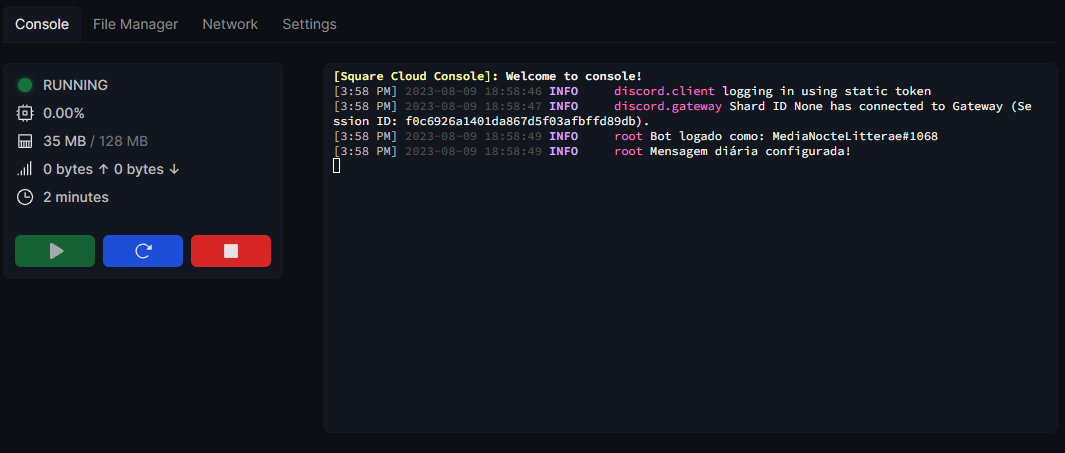 Console File Manager Network Settings
RUNNING
0.00%
35 MB / 128 MB
0 bytes ↑ 0 bytes ↓
2 minutes
[Square Cloud Console]: Welcome to console!
[3:58 PM] 2023-08-09 18:58:46 INFO discord.client logging in using static token
[3:58 PM] 2023-08-09 18:58:47 INFO discord.gateway Shard ID None has connected to Gateway (Se
ssion ID: f0c6926a1401da867d5f03afbffd89db).
[3:58 PM] 2023-08-09 18:58:49 INFO root Bot logado como: MediaNocteLitterae#1068
[3:58 PM] 2023-08-09 18:58:49 INFO root Mensagem diária configurada!